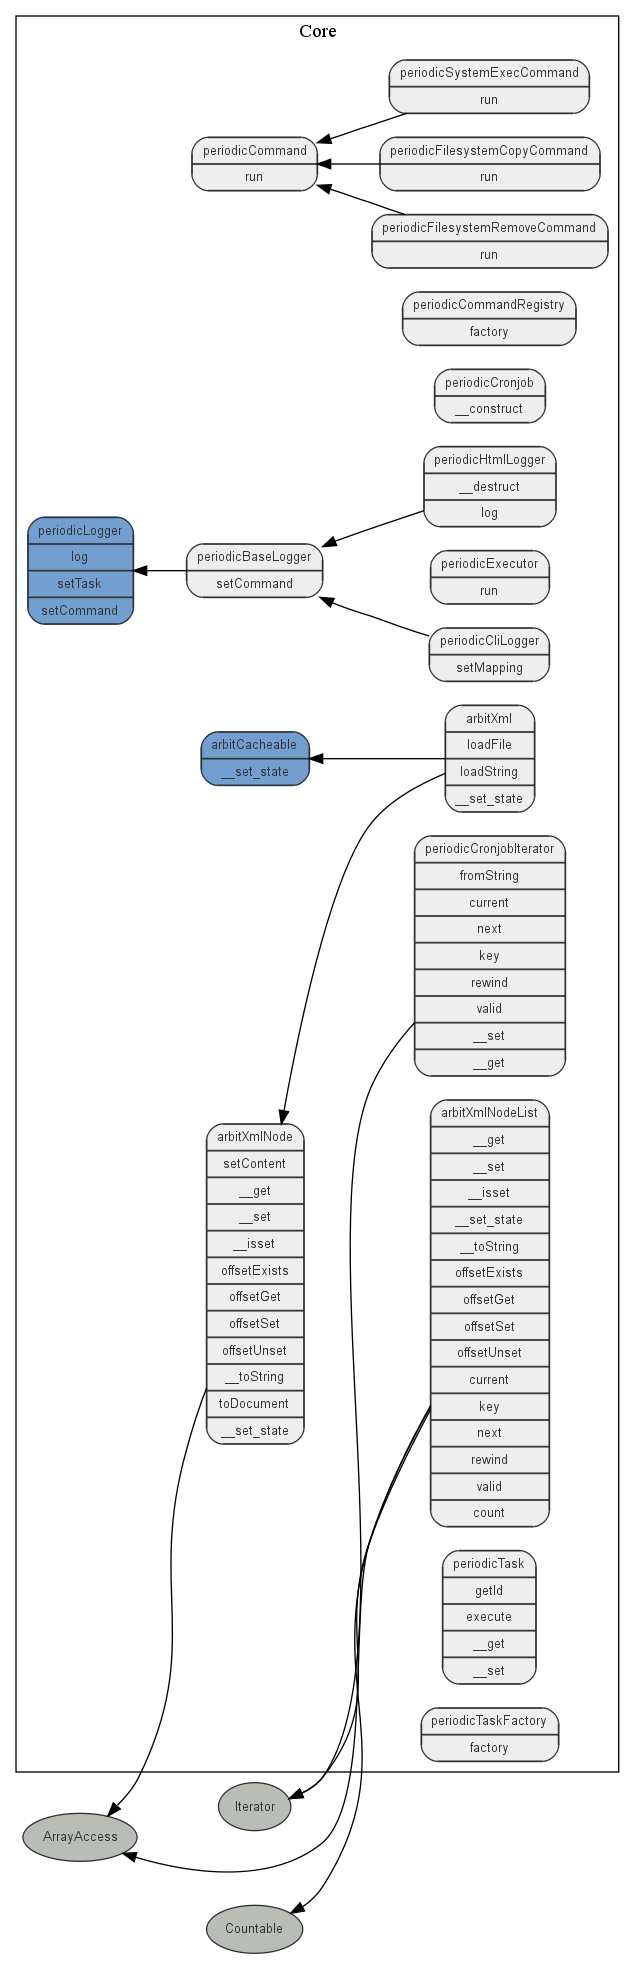 Core
periodicSystemExecCommand
run
periodicCommand
run
periodicFilesystemCopyCommand
run
periodicFilesystemRemoveCommand
run
periodicCommandRegistry
factory
periodicCronjob
__construct
periodicHtmlLogger
__destruct
log
periodicLogger
log
setTask
setCommand
periodicBaseLogger
setCommand
periodicExecutor
run
periodicCliLogger
setMapping
arbitXml
loadFile
loadString
__set_state
arbitCacheable
__set_state
periodicCronjobIterator
fromString
current
next
key
rewind
valid
__set
__get
arbitXmlNode
setContent
__get
__set
__isset
offsetExists
offsetGet
offsetSet
offsetUnset
__toString
toDocument
__set_state
arbitXmlNodeList
__get
__set
__isset
__set_state
__toString
offsetExists
offsetGet
offsetSet
offsetUnset
current
key
next
rewind
valid
count
periodicTask
getId
execute
__get
__set
periodicTaskFactory
factory
Iterator
ArrayAccess
Countable